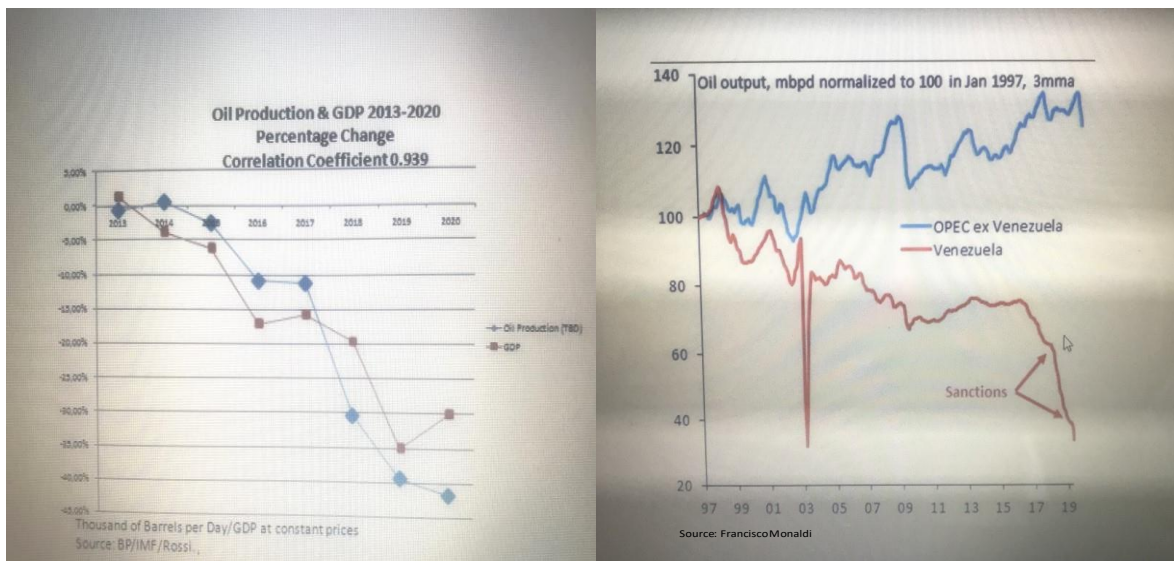 Oil Production & GDP 2013-2020
Percentage Change
Correlation Coefficient 0.939
5,00%
0,00%
-5,00%
-10,00%
-15,00%
-20,00%
-25,00%
-30,00%
-35,00%
-40,00%
-45,00%
2013 2014 2015 2016 2017 2018 2019 2020
Oil Production (TBD)
GDP
Thousand of Barrels per Day/GDP at constant prices
Source: BP/IMF/Rossi.
Oil output, mbpd normalized to 100 in Jan 1997, 3mma
140
120
100
80
60
40
20
OPEC ex Venezuela
Venezuela
Sanctions
97 99 01 03 05 07 09 11 13 15 17 19
Source: Francisco Monaldi